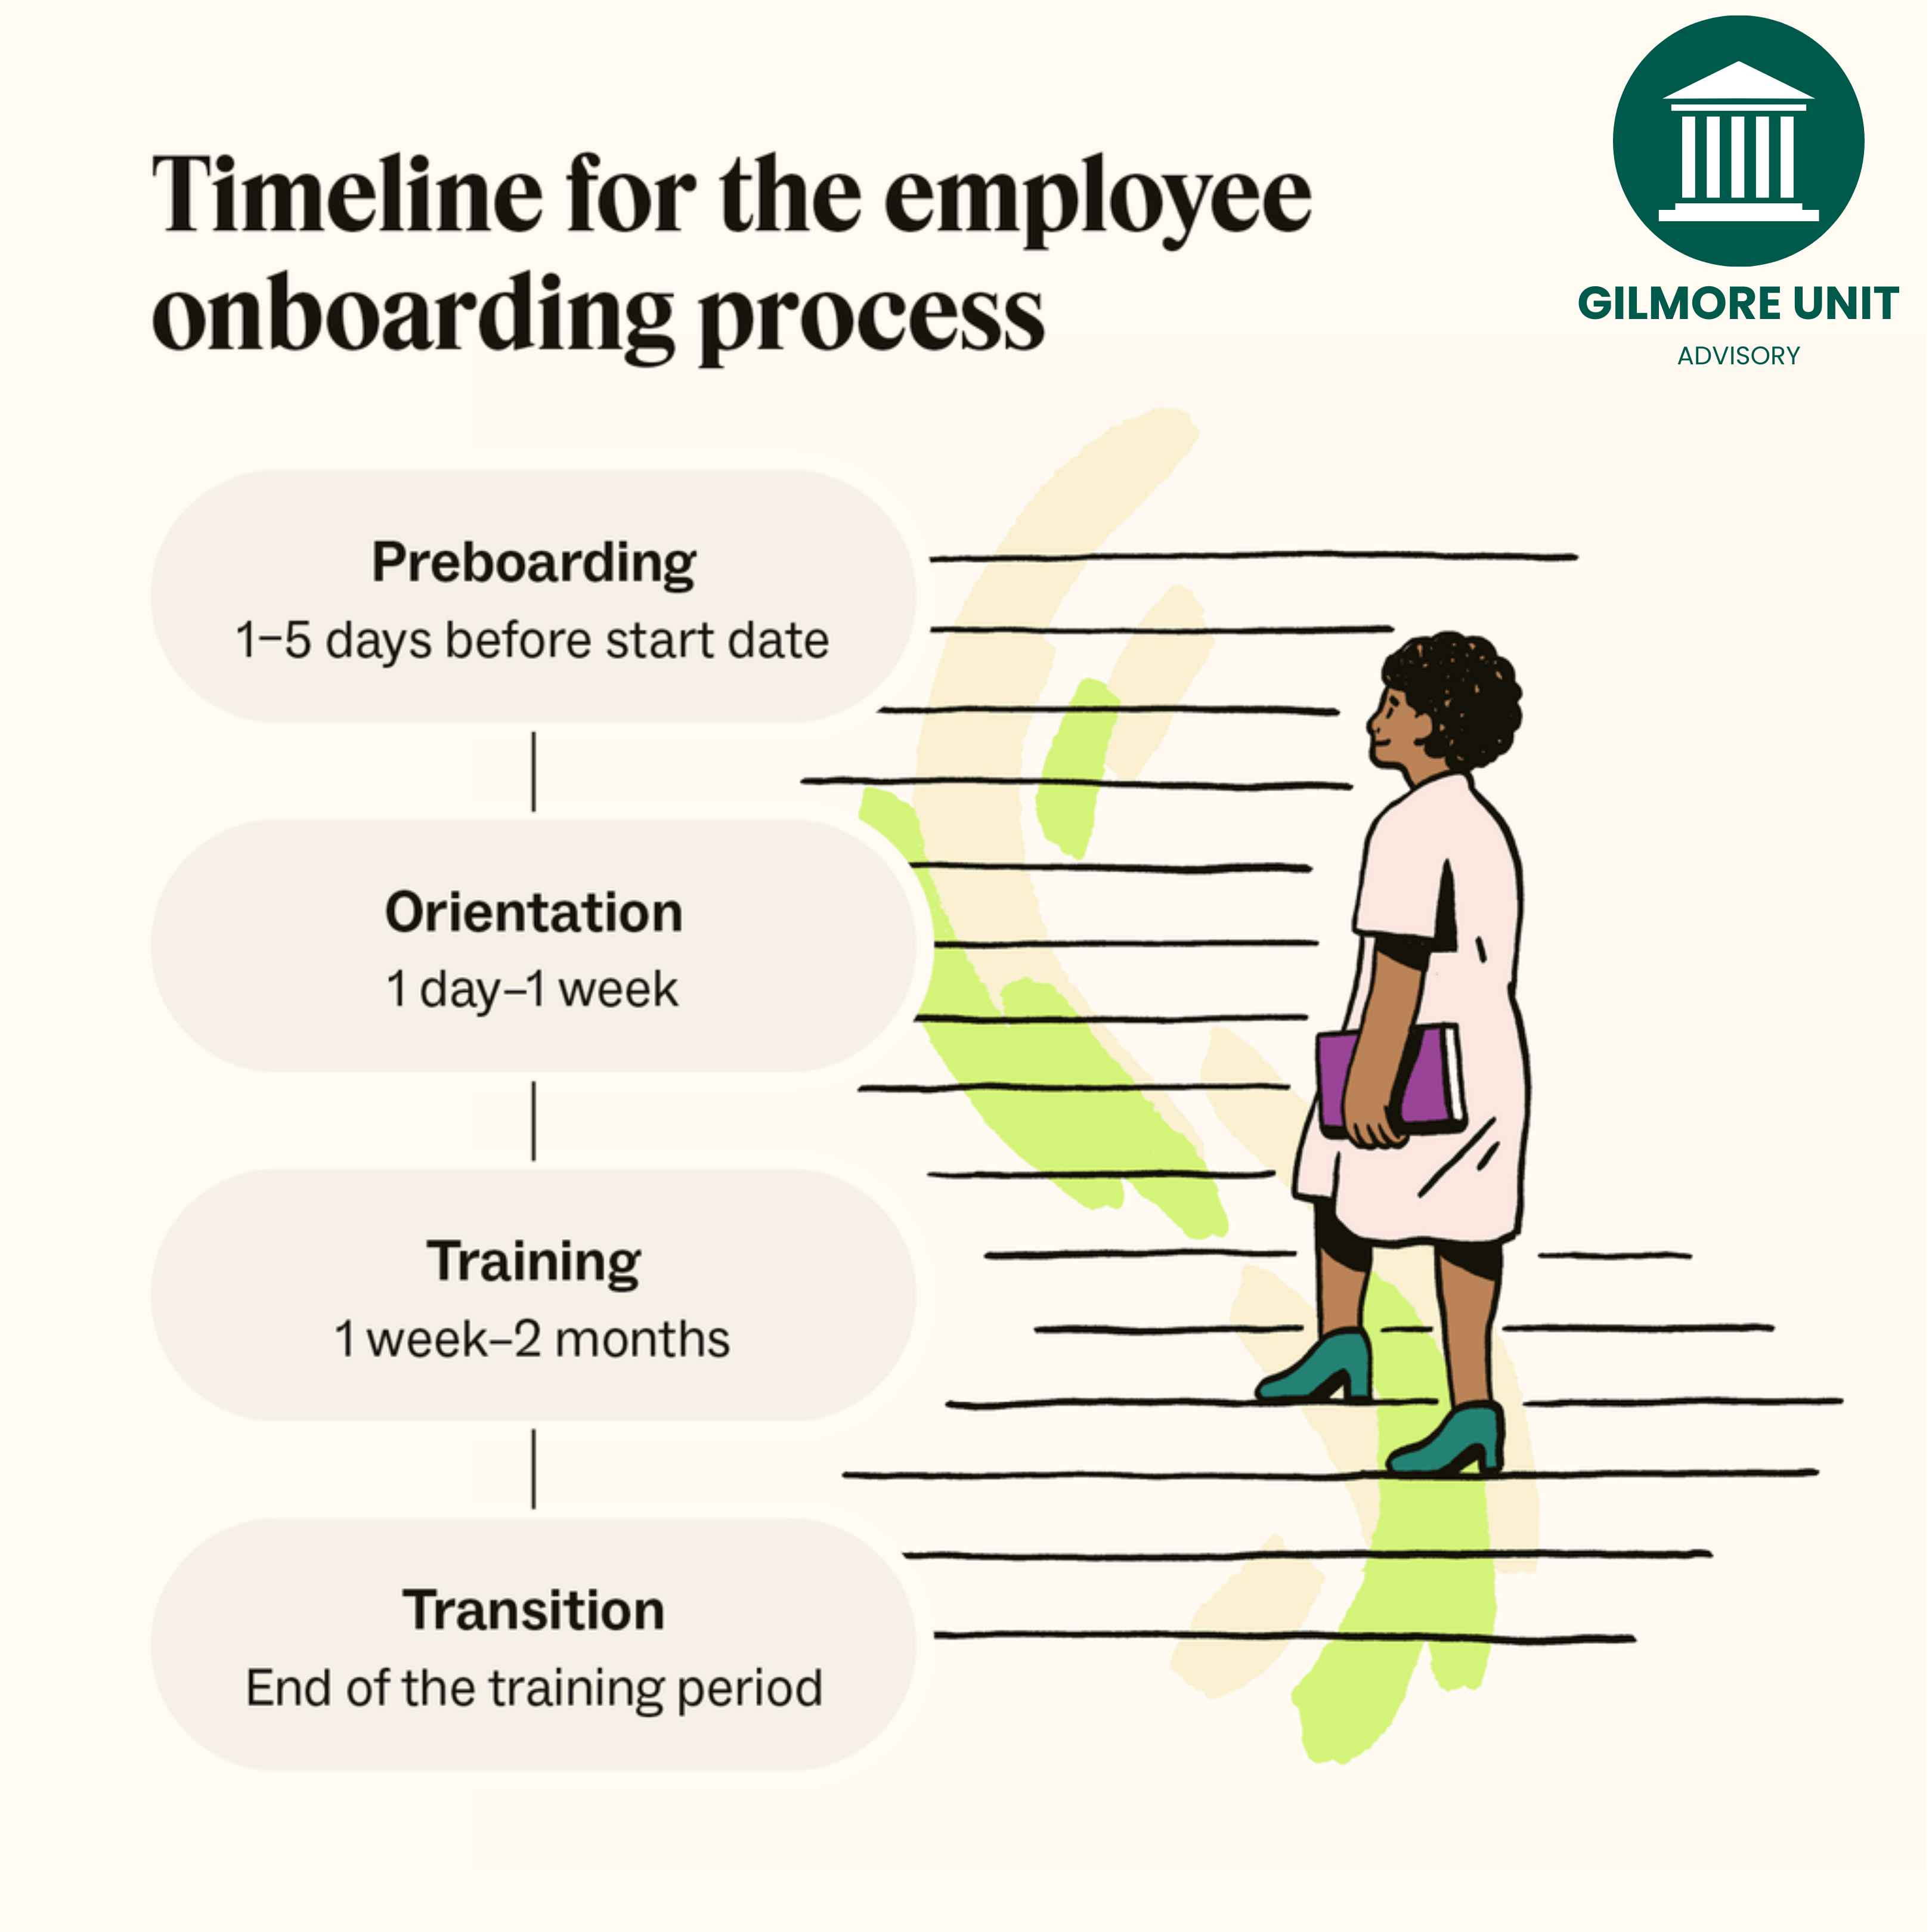 Timeline for the employee
onboarding process
GILMORE UNIT
ADVISORY
Preboarding
1–5 days before start date
Orientation
1 day–1 week
Training
1 week–2 months
Transition
End of the training period